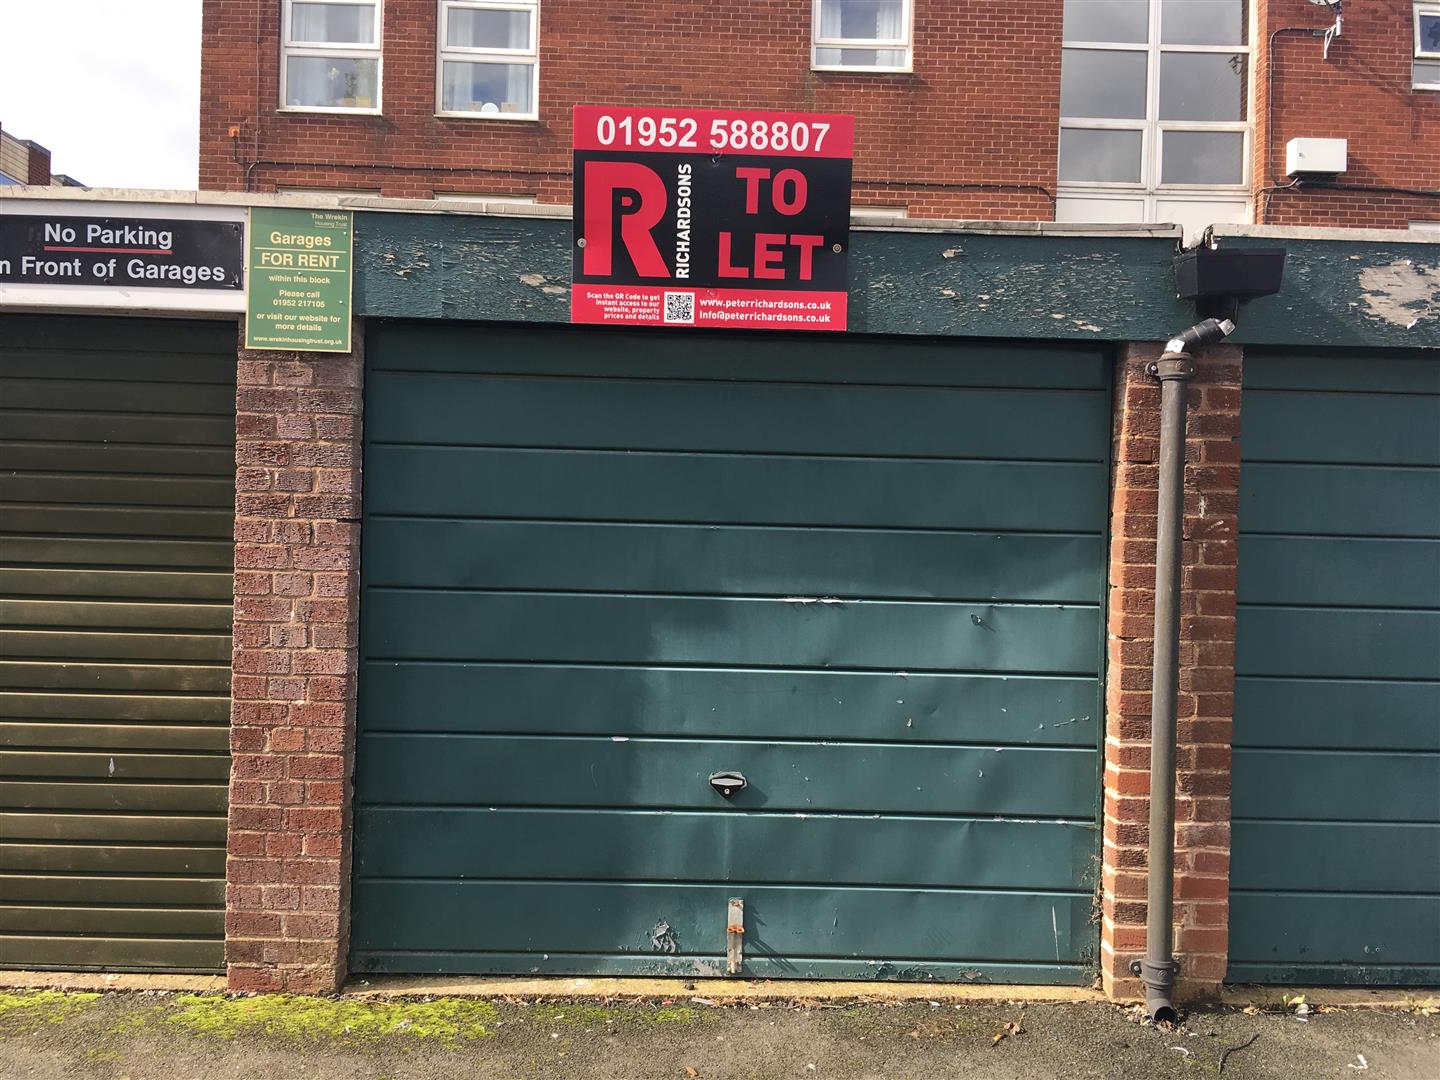 No Parking
n Front of Garages
The Wrekin
Housing Trust
Garages
FOR RENT
within this block
Please call
01952 217105
or visit our website for
more details
www.wrekinhousingtrust.org.uk
01952 588807
RP
RICHARDSONS
TO
LET
Scan the QR Code to get
instant access to our
website, property
prices and details
www.peterrichardsons.co.uk
Info@peterrichardsons.co.uk